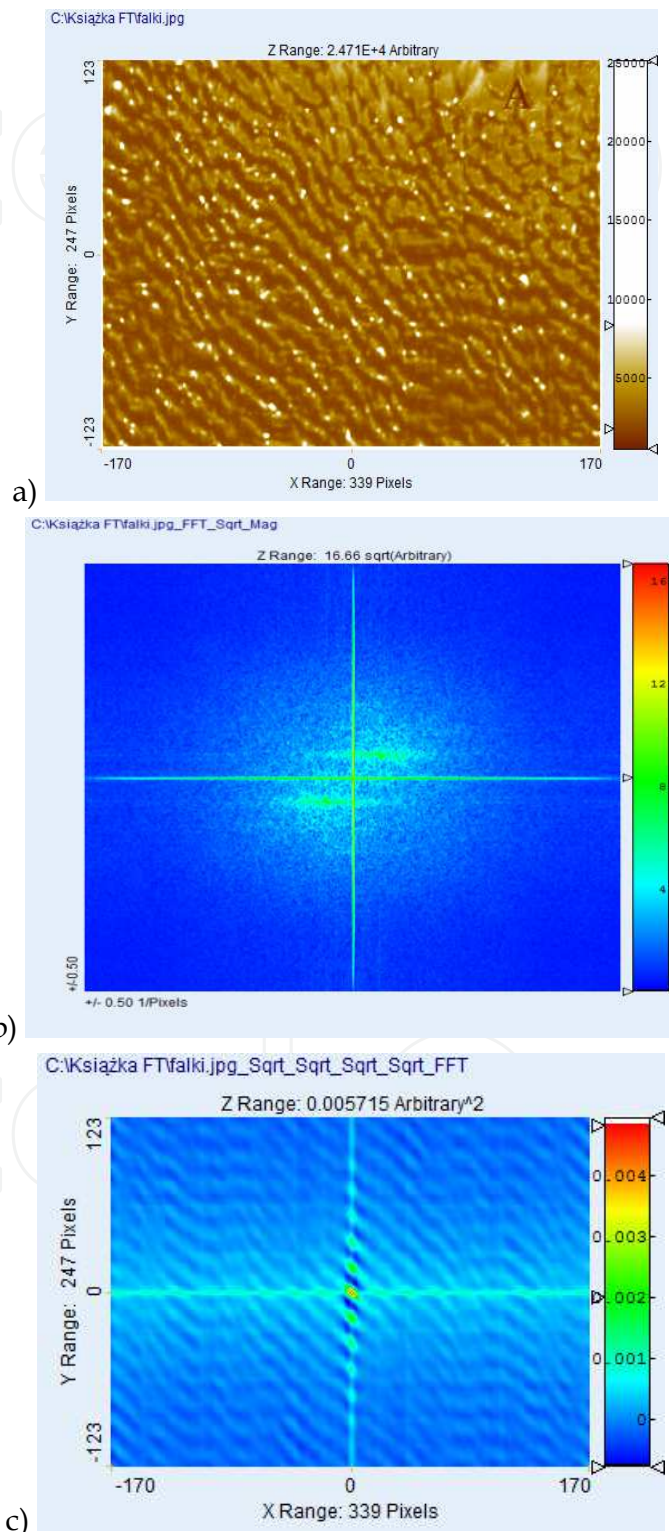 C:\Książka FT\falki.jpg
Z Range: 2.471E+4 Arbitrary
123
0
-123
Y Range: 247 Pixels
A
25000
20000
15000
10000
5000
-170
0
170
X Range: 339 Pixels
a)
C:\Książka FT\falki.jpg_FFT_Sqrt_Mag
Z Range: 16.66 sqrt(Arbitrary)
16
12
8
4
+/-0.50
+/- 0.50 1/Pixels
b)
C:\Książka FT\falki.jpg_Sqrt_Sqrt_Sqrt_Sqrt_FFT
Z Range: 0.005715 Arbitrary^2
123
0
-123
Y Range: 247 Pixels
0.004
0.003
0.002
0.001
0
-170
0
170
X Range: 339 Pixels
c)